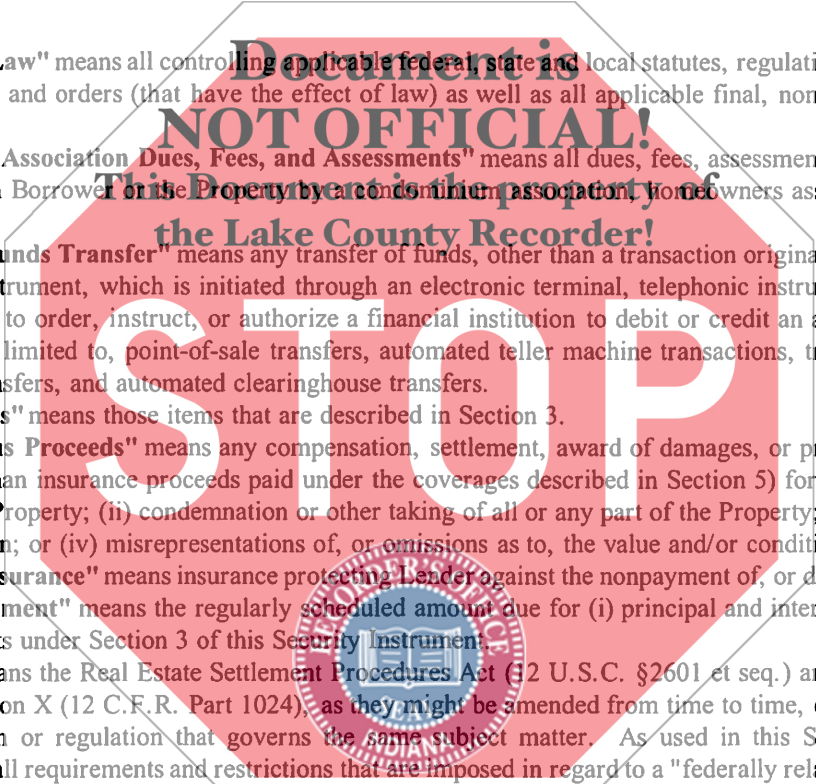 Law" means all controlling applicable federal, state and local statutes, regulati
Document is
and orders (that have the effect of law) as well as all applicable final, non
NOT OFFICIAL!
Association Dues, Fees, and Assessments" means all dues, fees, assessmen
Borrower or the Property by a condominium association, homeowners as
This Document is the property of
the Lake County Recorder!
unds Transfer" means any transfer of funds, other than a transaction origina
trument, which is initiated through an electronic terminal, telephonic instru
to order, instruct, or authorize a financial institution to debit or credit an a
limited to, point-of-sale transfers, automated teller machine transactions, tr
sfers, and automated clearinghouse transfers.
s" means those items that are described in Section 3.
STOP
s Proceeds" means any compensation, settlement, award of damages, or p
an insurance proceeds paid under the coverages described in Section 5) for
Property; (ii) condemnation or other taking of all or any part of the Property;
n; or (iv) misrepresentations of, or omissions as to, the value and/or conditi
surance" means insurance protecting Lender against the nonpayment of, or d
ment" means the regularly scheduled amount due for (i) principal and inter
s under Section 3 of this Security Instrument.
RECORDER'S OFFICE
SEAL
INDIANA
ans the Real Estate Settlement Procedures Act (12 U.S.C. §2601 et seq.) a
on X (12 C.F.R. Part 1024), as they might be amended from time to time,
n or regulation that governs the same subject matter. As used in this S
ll requirements and restrictions that are imposed in regard to a "federally rel